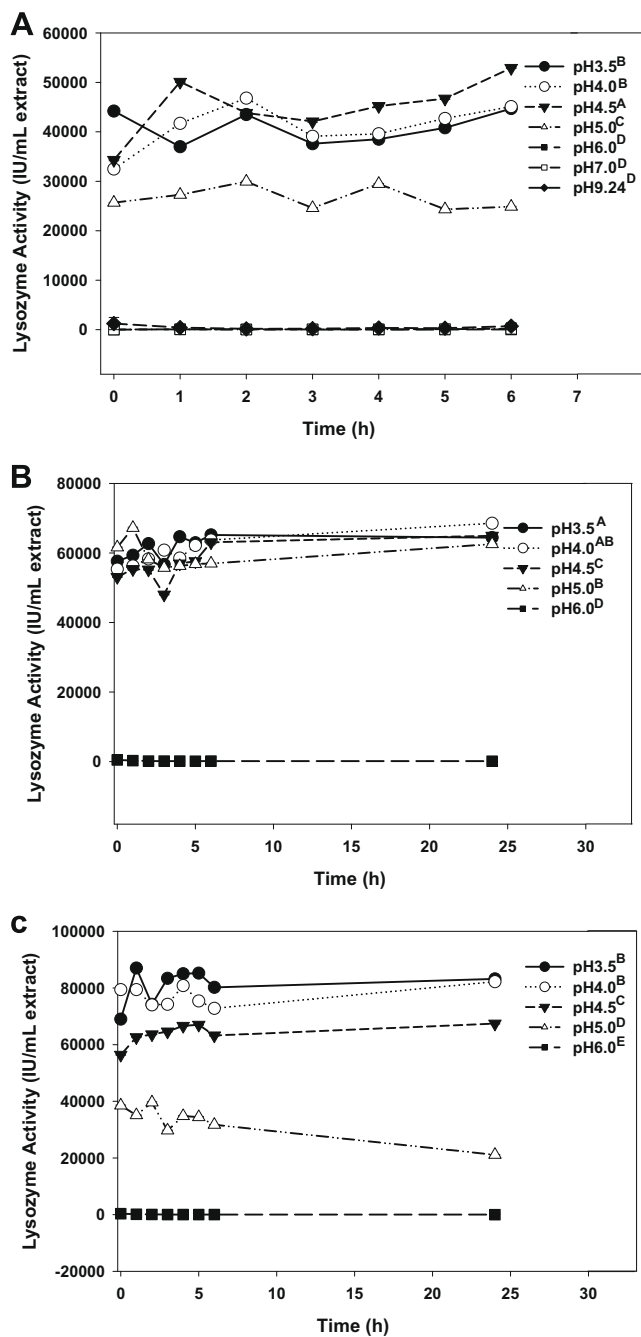 A
Lysozyme Activity (IU/mL extract)
60000
50000
40000
30000
20000
10000
0
0 1 2 3 4 5 6 7
Time (h)
pH3.5B
pH4.0B
pH4.5A
pH5.0C
pH6.0D
pH7.0D
pH9.24D
B
Lysozyme Activity (IU/mL extract)
80000
60000
40000
20000
0
0 5 10 15 20 25 30
Time (h)
pH3.5A
pH4.0AB
pH4.5C
pH5.0B
pH6.0D
c
Lysozyme Activity (IU/mL extract)
100000
80000
60000
40000
20000
0
-20000
0 5 10 15 20 25 30
Time (h)
pH3.5B
pH4.0B
pH4.5C
pH5.0D
pH6.0E